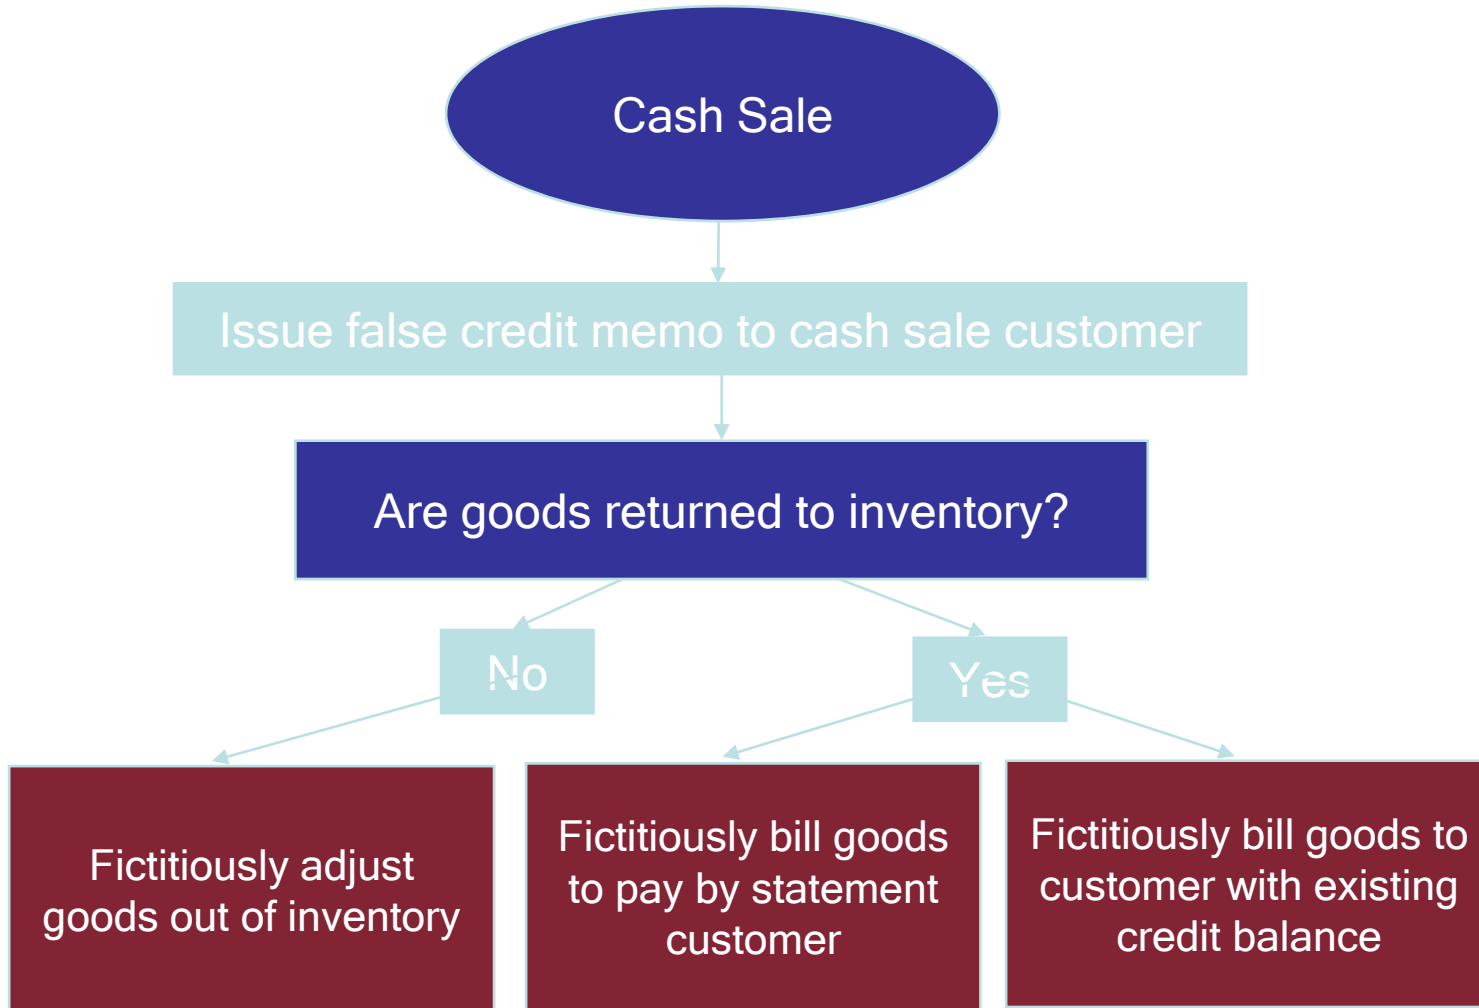 Cash Sale
Issue false credit memo to cash sale customer
Are goods returned to inventory?
No
Yes
Fictitiously adjust
goods out of inventory
Fictitiously bill goods
to pay by statement
customer
Fictitiously bill goods to
customer with existing
credit balance